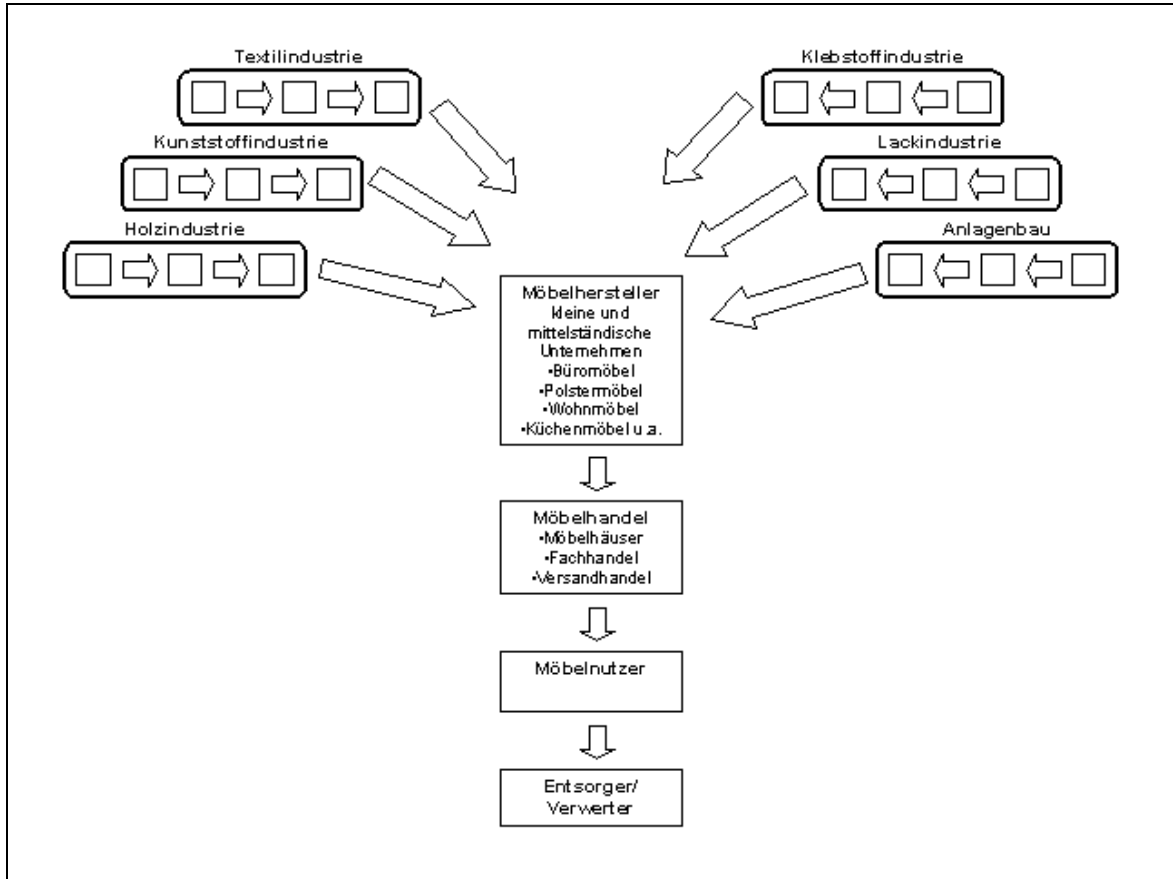 Textilindustrie
Klebstoffindustrie
Kunststoffindustrie
Lackindustrie
Holzindustrie
Anlagenbau
Möbelhersteller
kleine und
mittelständische
Unternehmen
•Büromöbel
•Polstermöbel
•Wohnmöbel
•Küchenmöbel u.a.
Möbelhandel
•Möbelhäuser
•Fachhandel
•Versandhandel
Möbelnutzer
Entsorger/
Verwerter